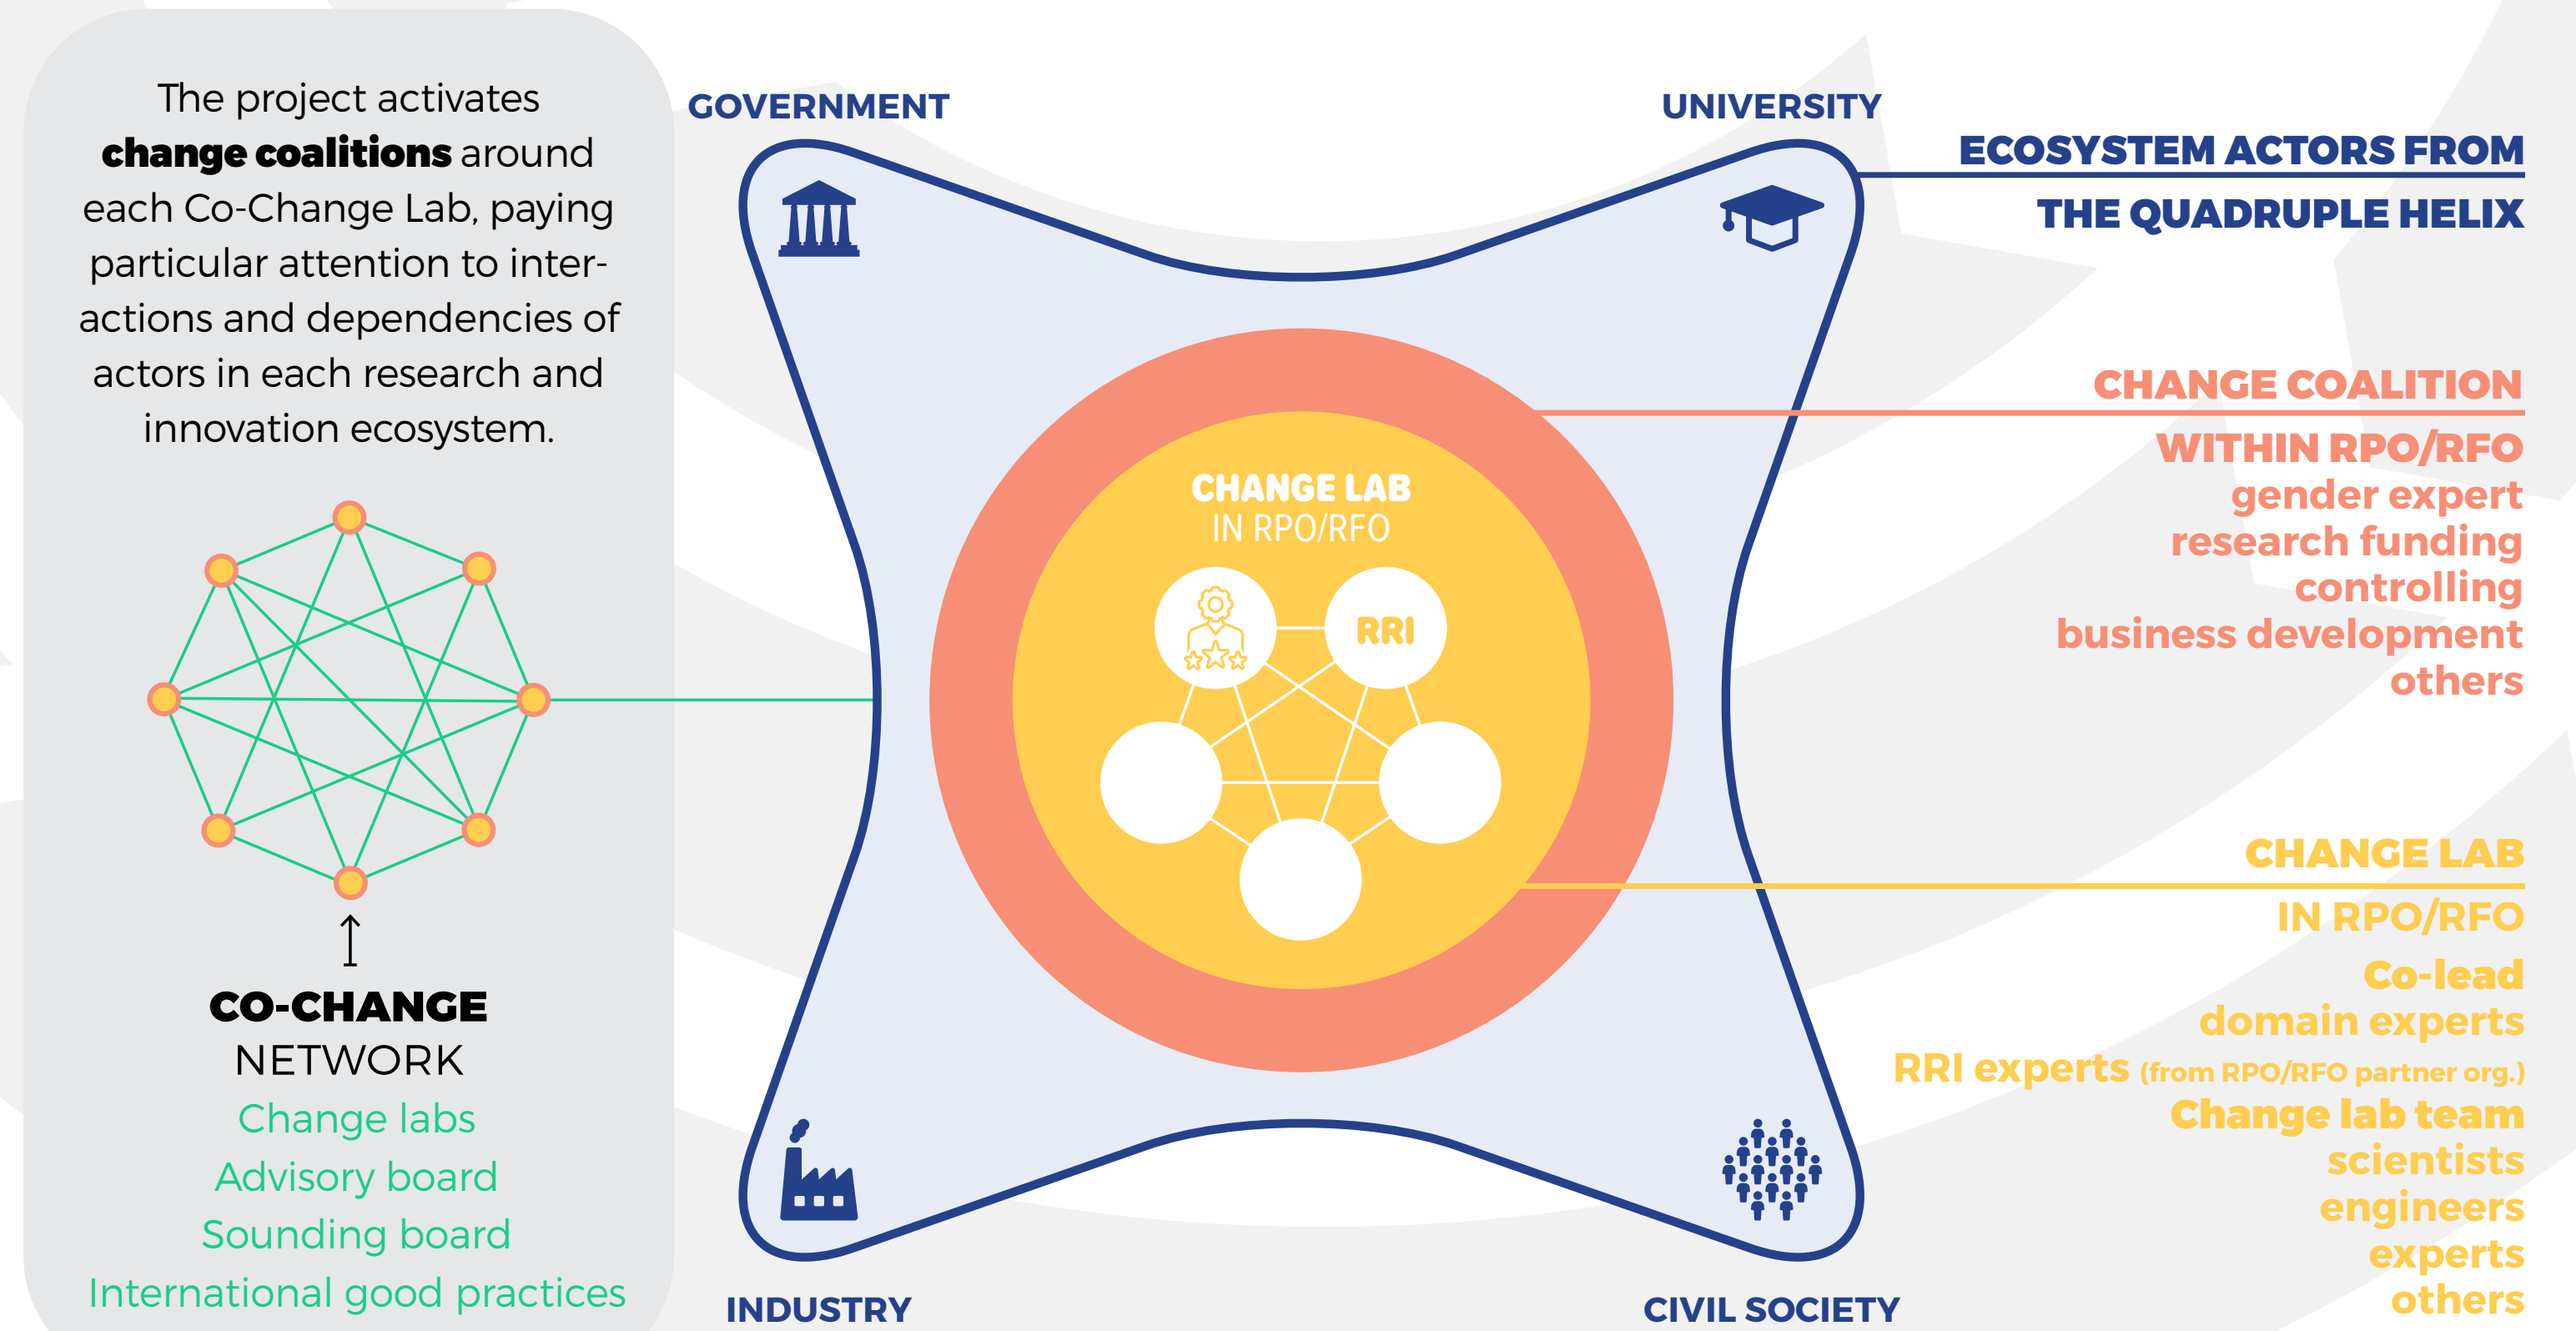 The project activates
change coalitions around
each Co-Change Lab, paying
particular attention to inter-
actions and dependencies of
actors in each research and
innovation ecosystem.
CO-CHANGE
NETWORK
Change labs
Advisory board
Sounding board
International good practices
GOVERNMENT
UNIVERSITY
CHANGE LAB
IN RPO/RFO
RRI
INDUSTRY
CIVIL SOCIETY
ECOSYSTEM ACTORS FROM
THE QUADRUPLE HELIX
CHANGE COALITION
WITHIN RPO/RFO
gender expert
research funding
controlling
business development
others
CHANGE LAB
IN RPO/RFO
Co-lead
domain experts
RRI experts (from RPO/RFO partner org.)
Change lab team
scientists
engineers
experts
others